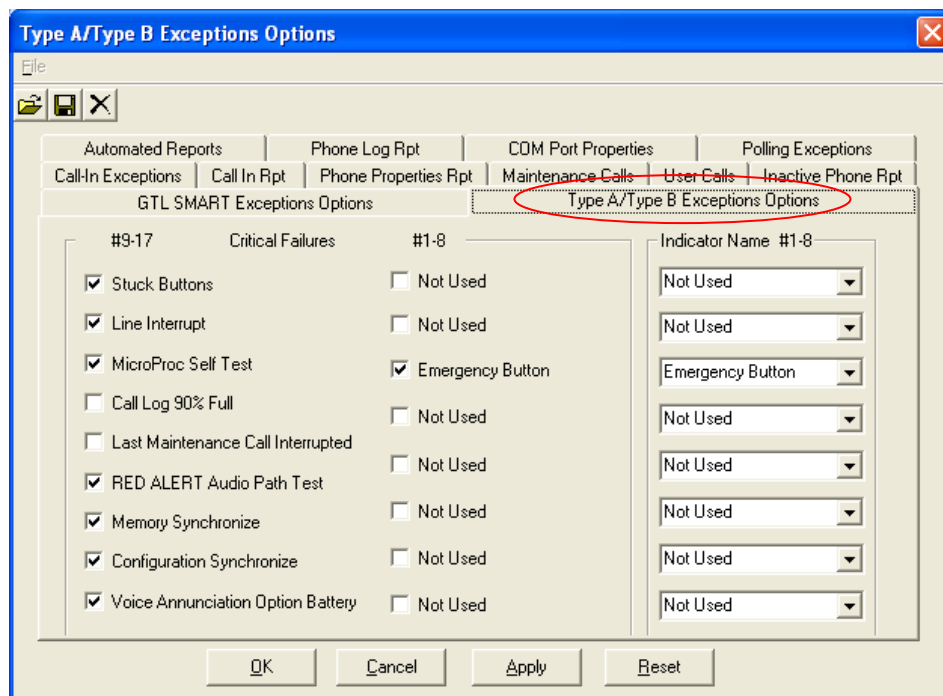 Type A/Type B Exceptions Options
File
Automated Reports Phone Log Rpt COM Port Properties Polling Exceptions
Call-In Exceptions Call In Rpt Phone Properties Rpt Maintenance Calls User Calls Inactive Phone Rpt
GTL SMART Exceptions Options Type A/Type B Exceptions Options
#9-17 Critical Failures #1-8 Indicator Name #1-8
Stuck Buttons Not Used Not Used
Line Interrupt Not Used Not Used
MicroProc Self Test Emergency Button Emergency Button
Call Log 90% Full Not Used Not Used
Last Maintenance Call Interrupted
RED ALERT Audio Path Test Not Used Not Used
Memory Synchronize Not Used Not Used
Configuration Synchronize Not Used Not Used
Voice Annunciation Option Battery Not Used Not Used
OK Cancel Apply Reset